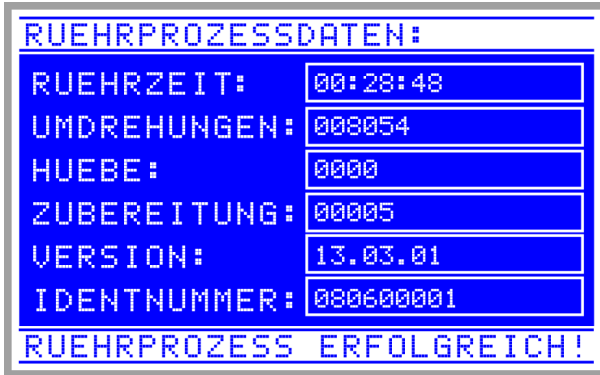 RUEHRPROZESSDATEN:
RUEHRZEIT: 00:28:48
UMDREHUNGEN: 008054
HUEBE: 0000
ZUBEREITUNG: 00005
VERSION: 13.03.01
IDENTNUMMER: 080600001
RUEHRPROZESS ERFOLGREICH!